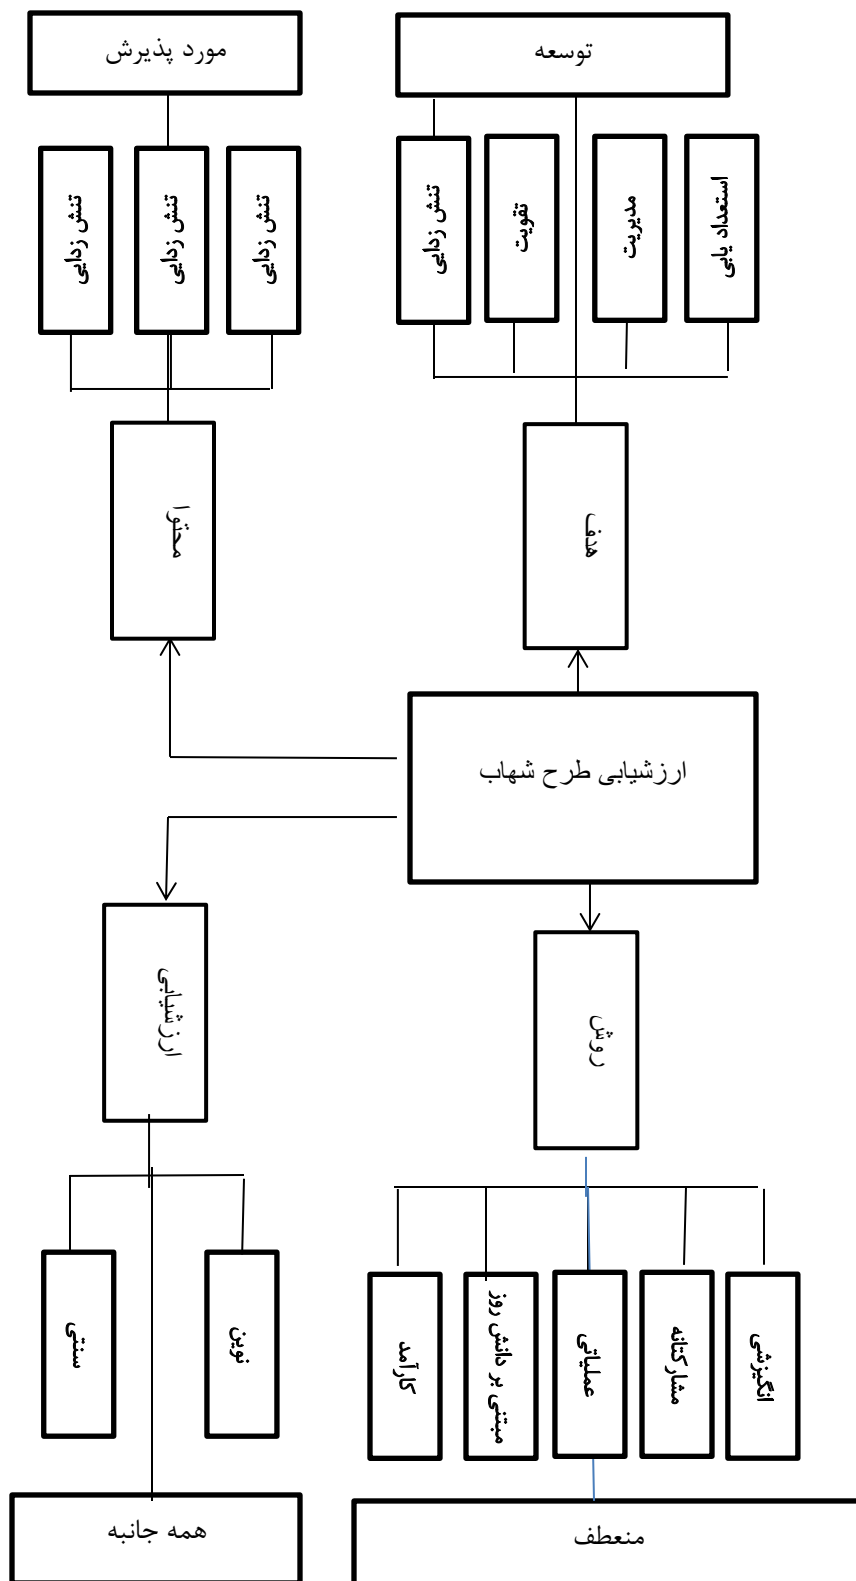 توسعه
مورد پذیرش
استعداد یابی
مدیریت
تقویت
تنش زدایی
تنش زدایی
تنش زدایی
تنش زدایی
هدف
محتوا
ارزشیابی طرح شهاب
روش
ارزشیابی
انگیزشی
مشارکتانه
عملیاتی
مبتنی بر دانش روز
کارآمد
نوین
سنتی
منعطف
همه جانبه